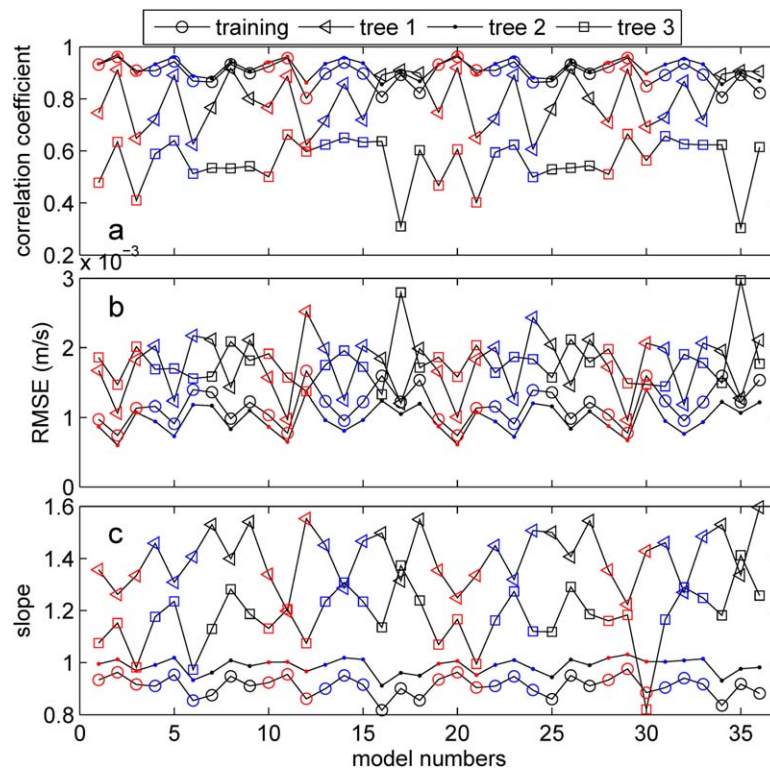 training tree 1 tree 2 tree 3
1
0.8
0.6
0.4
0.2
correlation coefficient
a
x 10⁻³
3
2
1
0
RMSE (m/s)
b
1.6
1.4
1.2
1
0.8
slope
c
0 5 10 15 20 25 30 35
model numbers